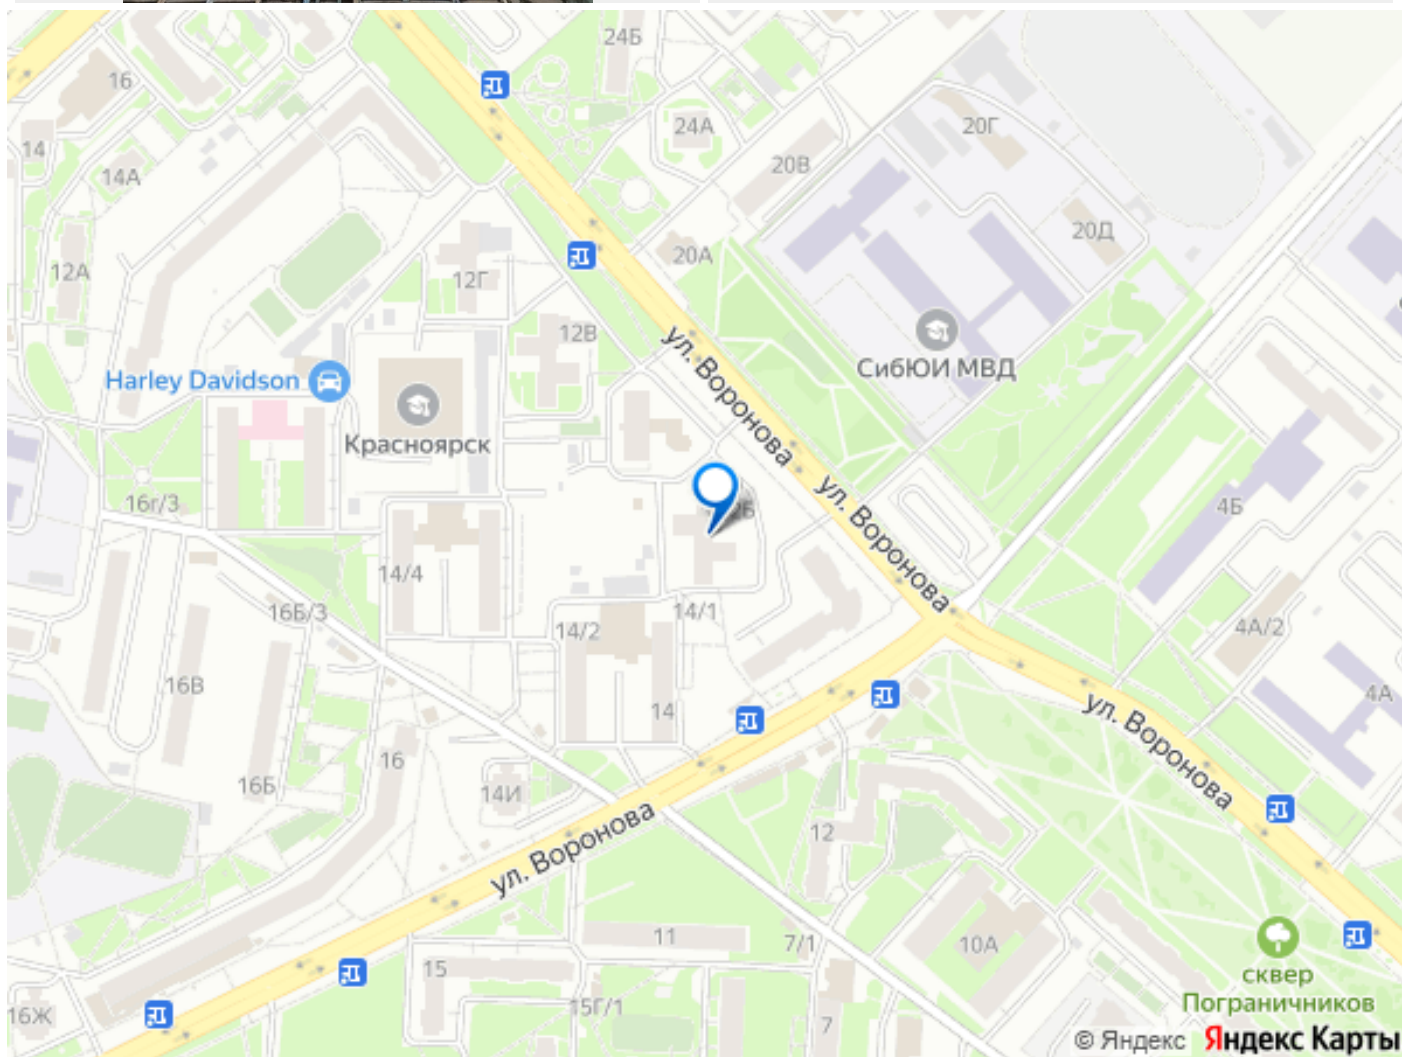 24Б
16
24А
20Г
14
20В
14А
20Д
20А
12А
12Г
12В
ул. Воронова
СибЮИ МВД
Harley Davidson
Красноярск
16г/3
4Б
ул. Воронова
14/4
16Б/3
14/1
14/2
4А/2
16В
4А
14
ул. Воронова
16
16Б
14И
12
ул. Воронова
11
7/1
10А
15
сквер
Пограничников
15Г/1
16Ж
7
© Яндекс Яндекс Карты